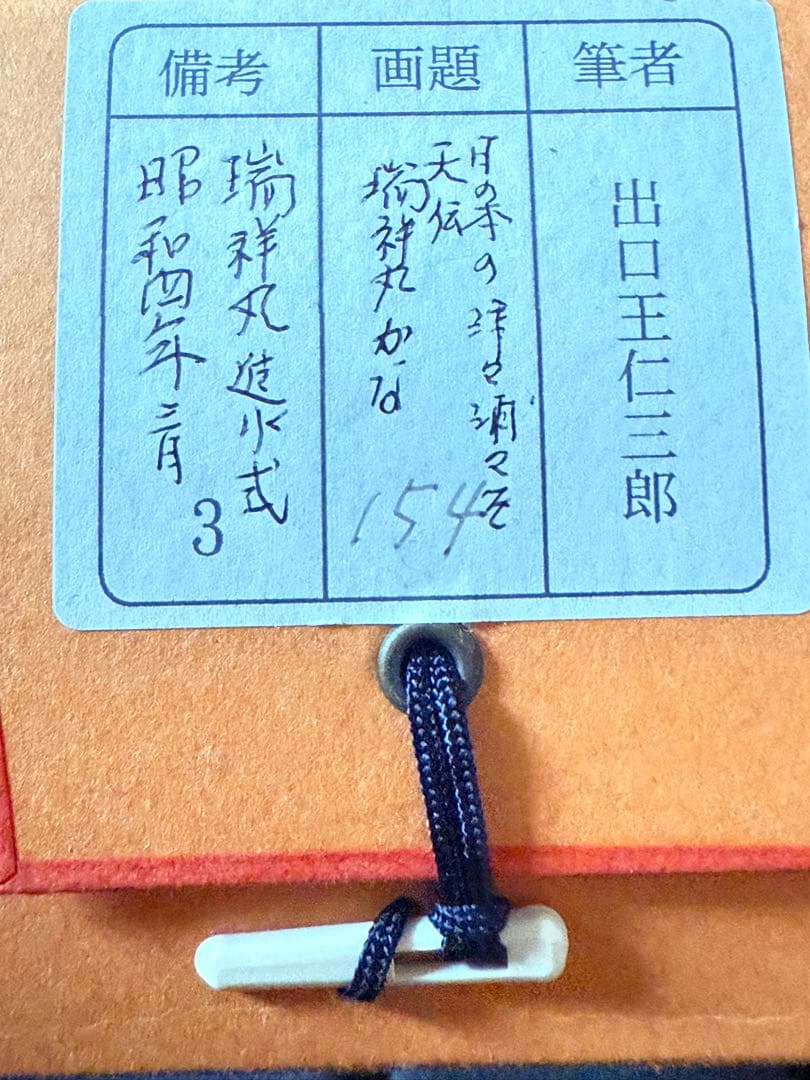 筆者
出口王仁三郎
画題
日の本の津々浦々を
天伝
瑞祥丸かな
154
備考
瑞祥丸進水式
昭和四年三月
3